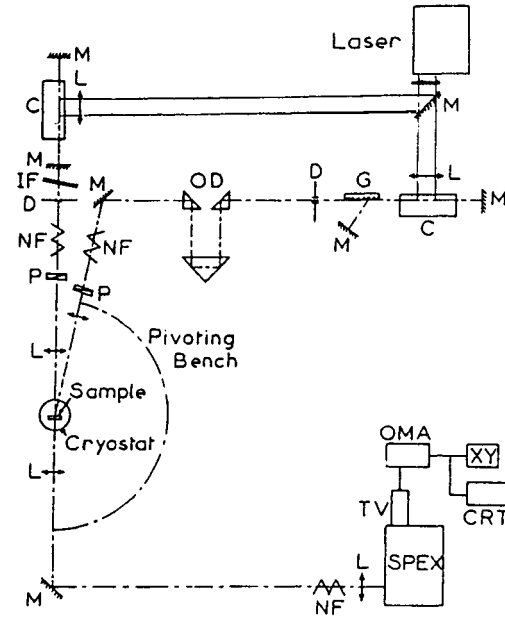 Laser
M
L
C
M
M
L
IF
M
OD
D
G
M
D
M
C
NF
NF
P
P
Pivoting
Bench
L
Sample
Cryostat
L
OMA
XY
TV
CRT
SPEX
L
M
NF